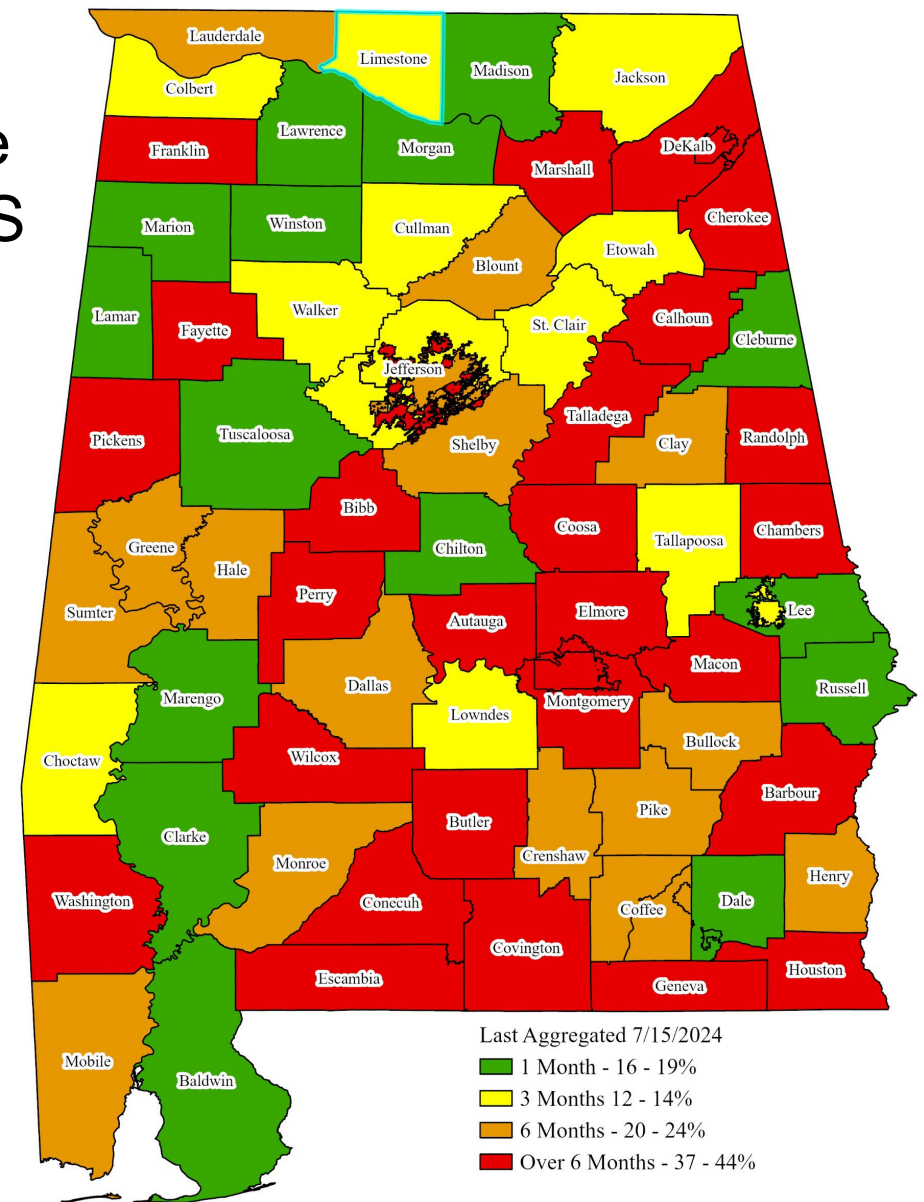 e
S
Lauderdale
Limestone
Madison
Jackson
Colbert
Lawrence
Franklin
Morgan
DeKalb
Marshall
Cherokee
Marion
Winston
Cullman
Etowah
Blount
Lamar
Walker
St. Clair
Calhoun
Fayette
Cleburne
Jefferson
Talladega
Pickens
Tuscaloosa
Shelby
Clay
Randolph
Bibb
Coosa
Tallapoosa
Chambers
Greene
Chilton
Hale
Perry
Sumter
Autauga
Elmore
Lee
Macon
Dallas
Russell
Marengo
Montgomery
Lowndes
Bullock
Choctaw
Wilcox
Barbour
Pike
Butler
Clarke
Crenshaw
Monroe
Henry
Washington
Conecuh
Coffee
Dale
Covington
Escambia
Geneva
Houston
Mobile
Baldwin
Last Aggregated 7/15/2024
1 Month - 16 - 19%
3 Months 12 - 14%
6 Months - 20 - 24%
Over 6 Months - 37 - 44%